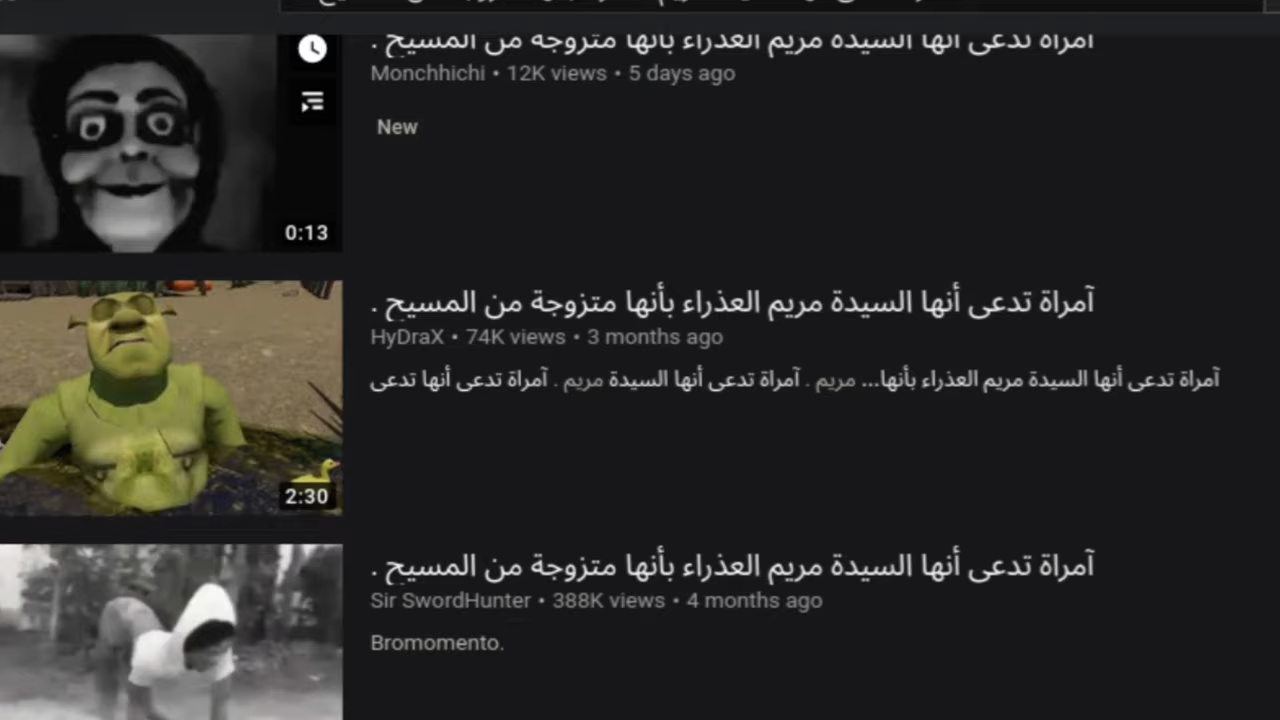 آمراة تدعى أنها السيدة مريم العذراء بأنها متزوجة من المسيح .
Monchhichi • 12K views • 5 days ago
New
0:13
آمراة تدعى أنها السيدة مريم العذراء بأنها متزوجة من المسيح .
HyDraX • 74K views • 3 months ago
آمراة تدعى أنها السيدة مريم العذراء بأنها... مريم . آمراة تدعى أنها السيدة مريم . آمراة تدعى أنها تدعى
2:30
آمراة تدعى أنها السيدة مريم العذراء بأنها متزوجة من المسيح .
Sir SwordHunter • 388K views • 4 months ago
Bromomento.